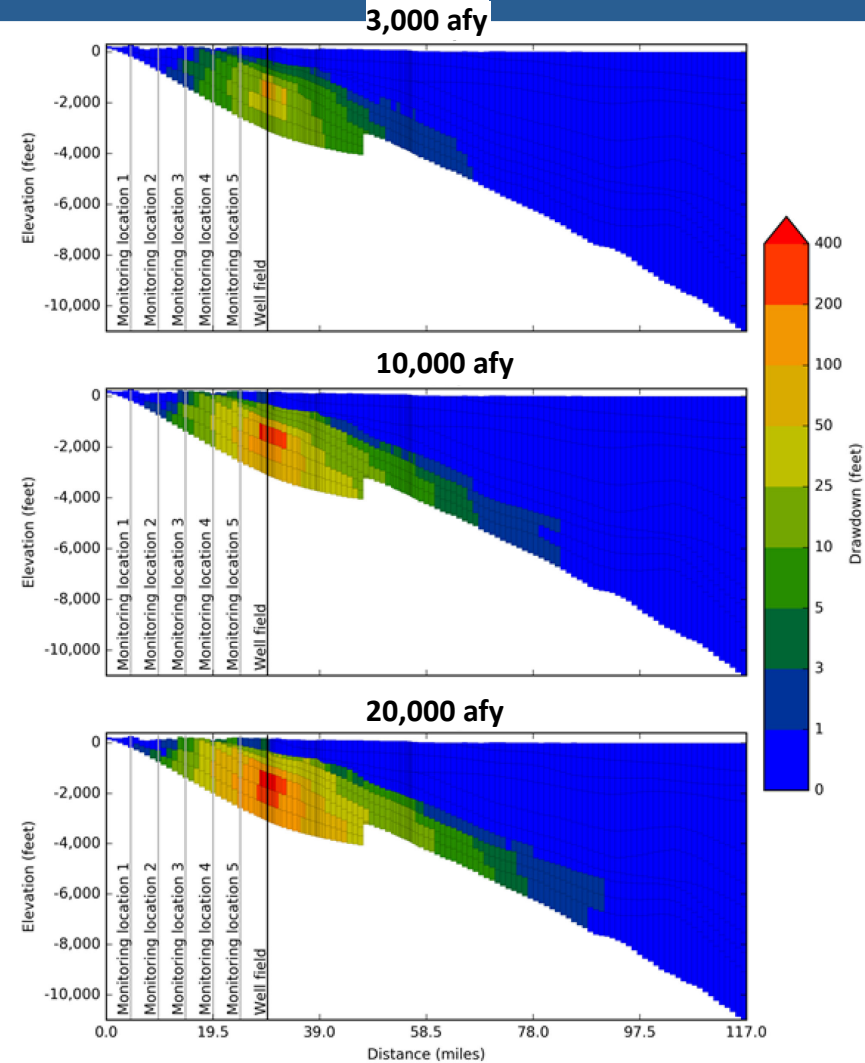 3,000 afy
0
-2,000
-4,000
-6,000
-8,000
-10,000
Elevation (feet)
Monitoring location 1
Monitoring location 2
Monitoring location 3
Monitoring location 4
Monitoring location 5
Well field
10,000 afy
0
-2,000
-4,000
-6,000
-8,000
-10,000
Elevation (feet)
Monitoring location 1
Monitoring location 2
Monitoring location 3
Monitoring location 4
Monitoring location 5
Well field
20,000 afy
0
-2,000
-4,000
-6,000
-8,000
-10,000
Elevation (feet)
Monitoring location 1
Monitoring location 2
Monitoring location 3
Monitoring location 4
Monitoring location 5
Well field
0.0 19.5 39.0 58.5 78.0 97.5 117.0
Distance (miles)
400
200
100
50
25
10
5
3
1
0
Drawdown (feet)